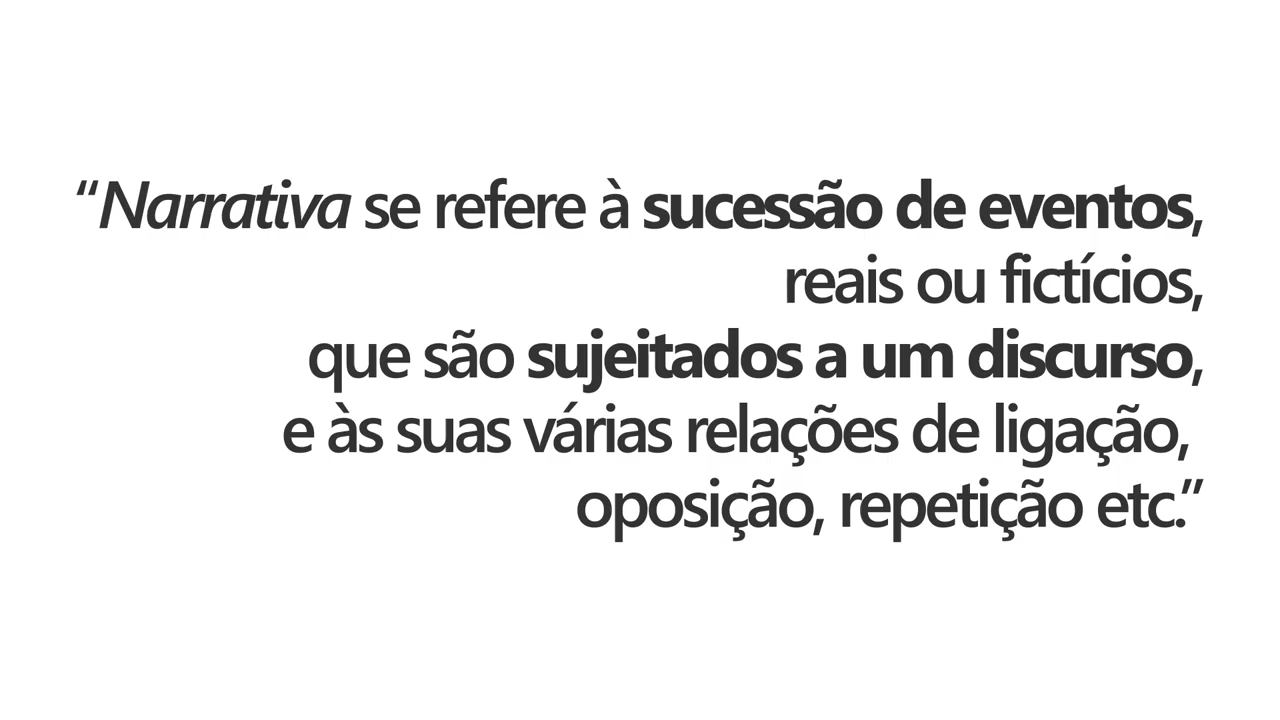 “Narrativa se refere à sucessão de eventos,
reais ou fictícios,
que são sujeitados a um discurso,
e às suas várias relações de ligação,
oposição, repetição etc.”